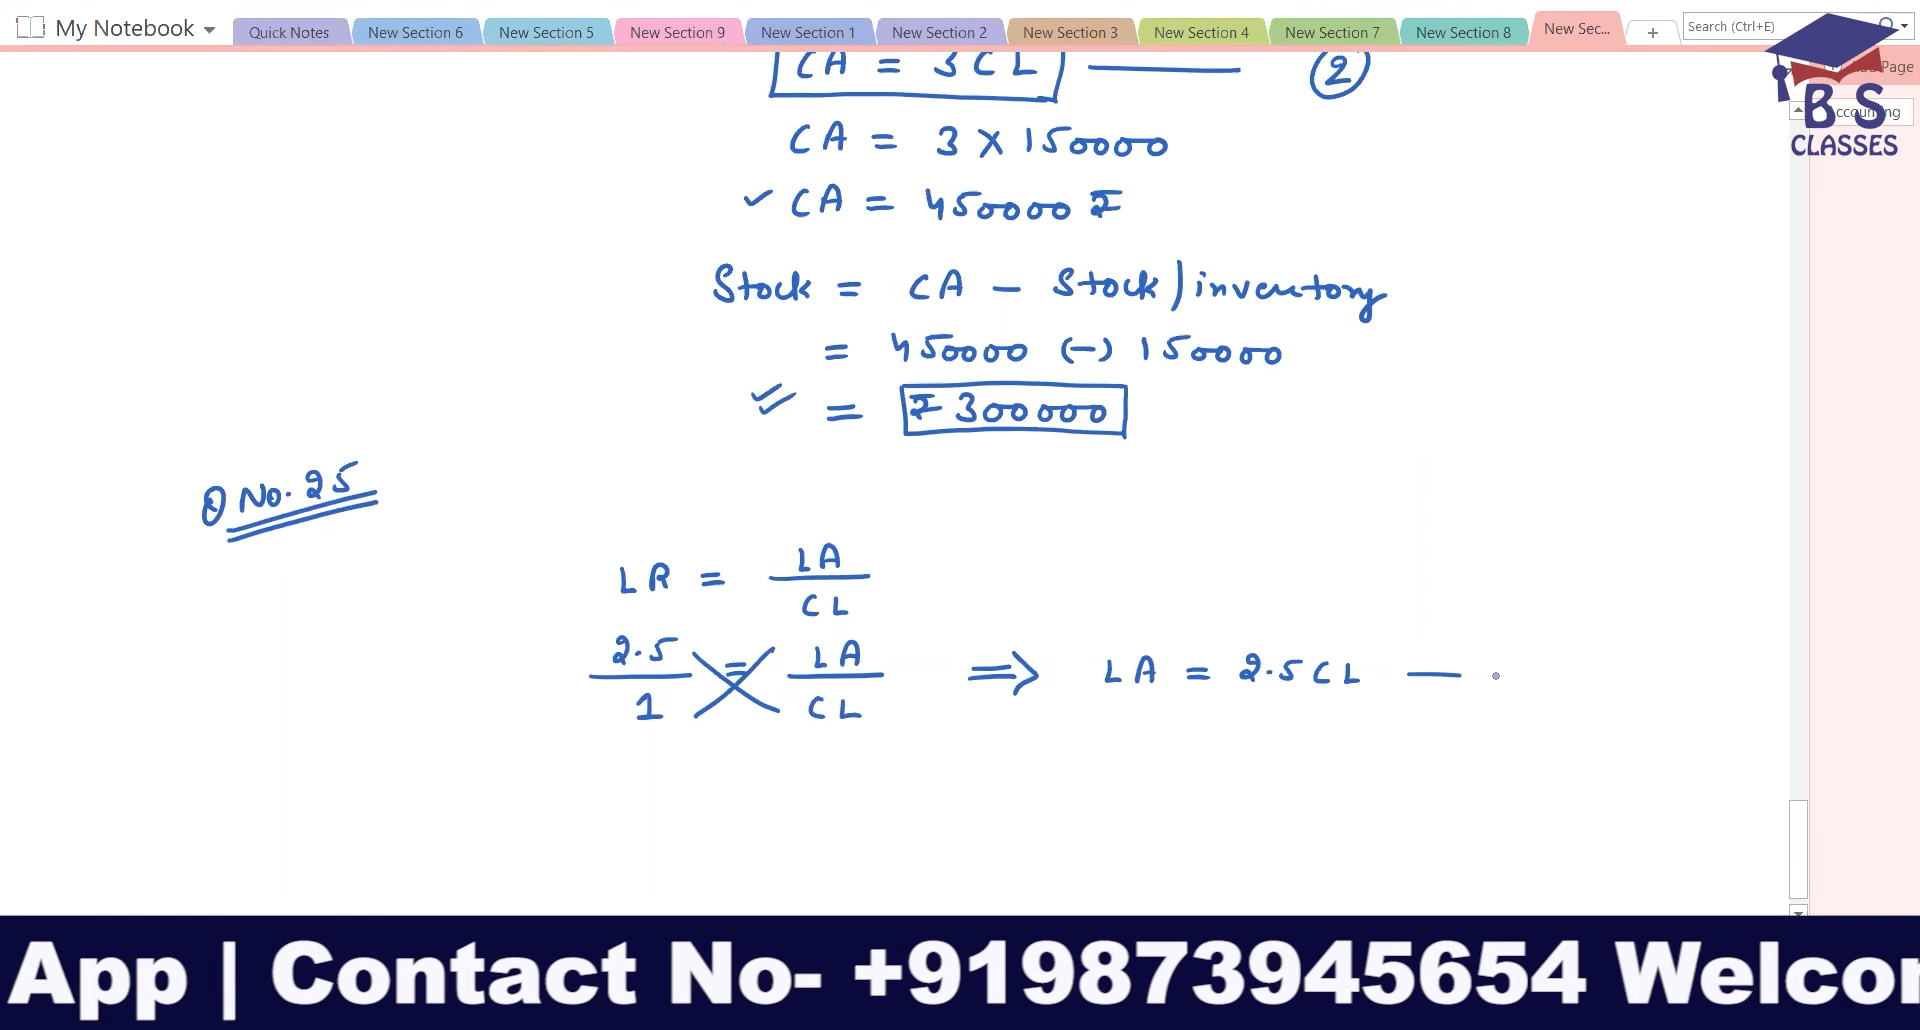 My Notebook
Quick Notes New Section 6 New Section 5 New Section 9 New Section 1 New Section 2 New Section 3 New Section 4 New Section 7 New Section 8 New Sec... + Search (Ctrl+E)
Page
B S
CLASSES
CA = 3CL ——— ②
CA = 3 × 150000
✓ CA = 450000 ₹
Stock = CA – Stock/inventory
= 450000 (–) 150000
= ₹ 300000
Q No. 25
LR = LA / CL
2.5 / 1 = LA / CL ⇒ LA = 2.5 CL —
App | Contact No- +919873945654 Welco